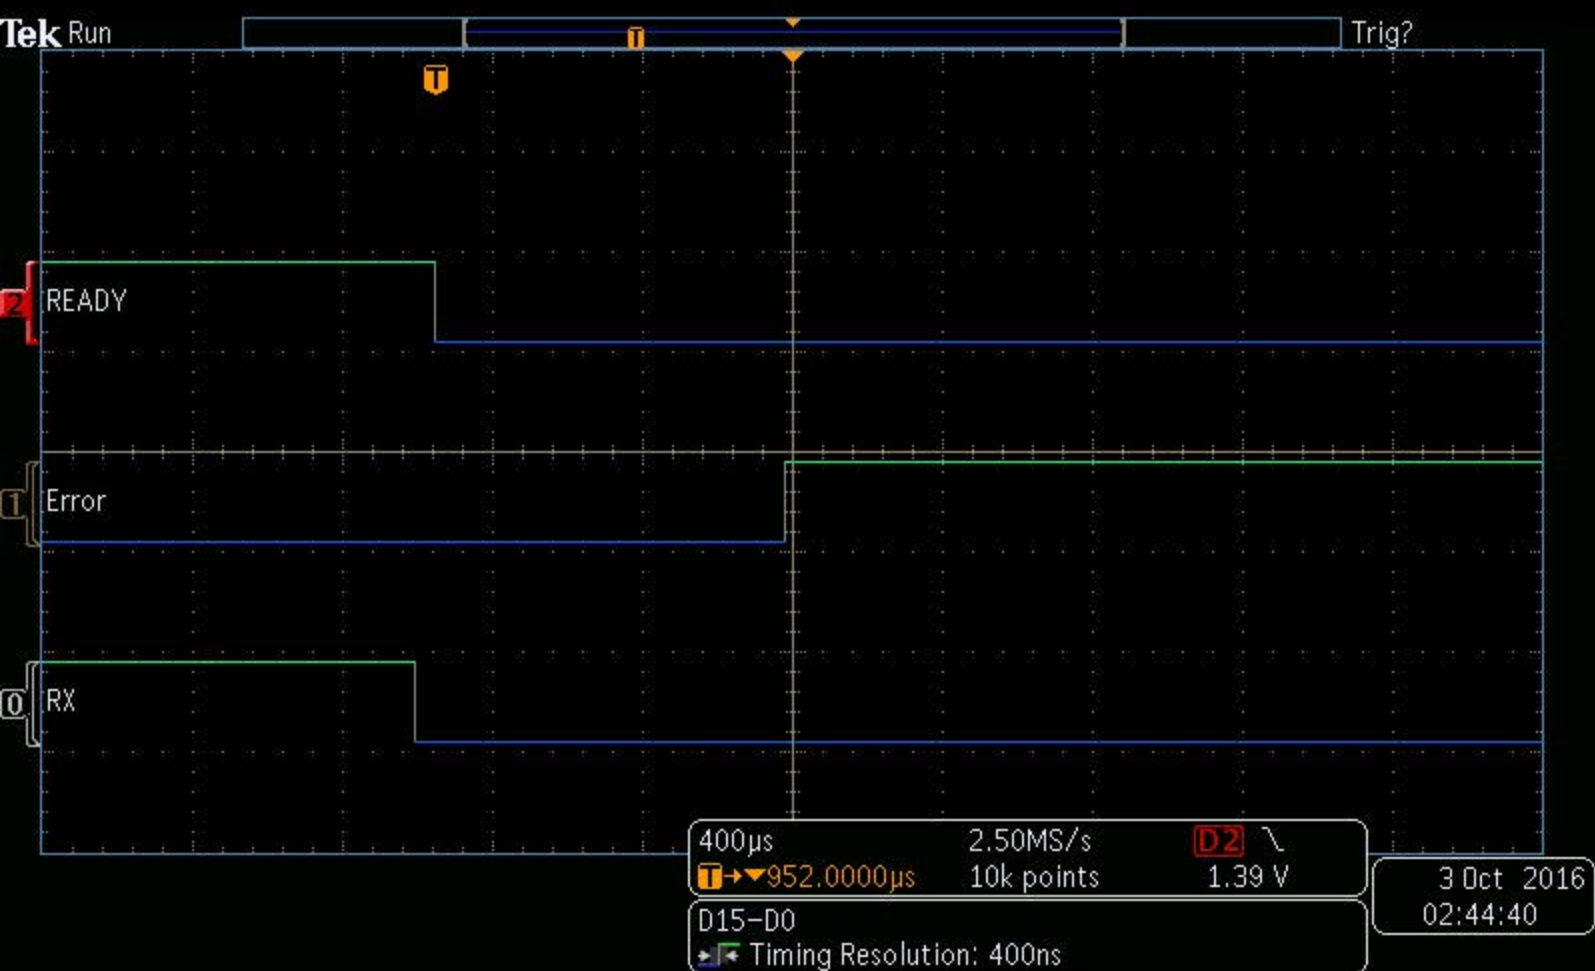 Tek Run Trig?
T
T
2 READY
1 Error
0 RX
400µs 2.50MS/s D2
T 952.0000µs 10k points 1.39 V
D15-D0
Timing Resolution: 400ns
3 Oct 2016
02:44:40